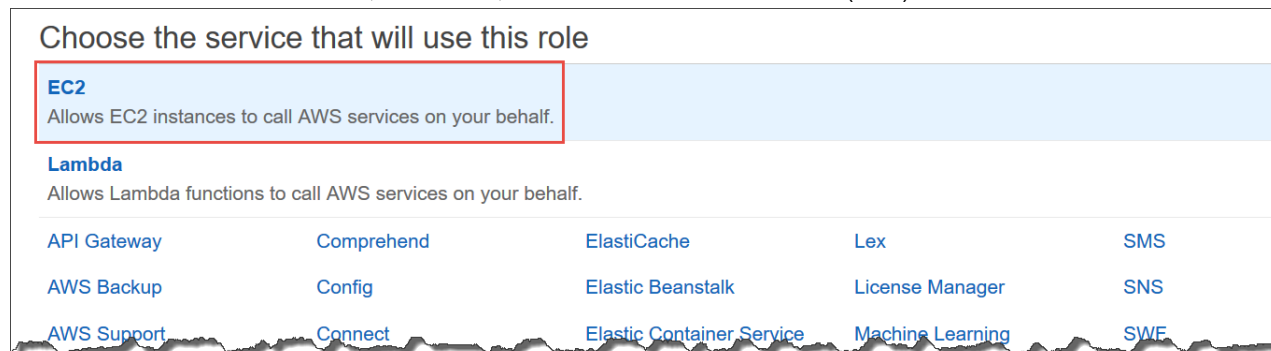 Choose the service that will use this role
EC2
Allows EC2 instances to call AWS services on your behalf.
Lambda
Allows Lambda functions to call AWS services on your behalf.
API Gateway Comprehend ElastiCache Lex SMS
AWS Backup Config Elastic Beanstalk License Manager SNS
AWS Support Connect Elastic Container Service Machine Learning SWF